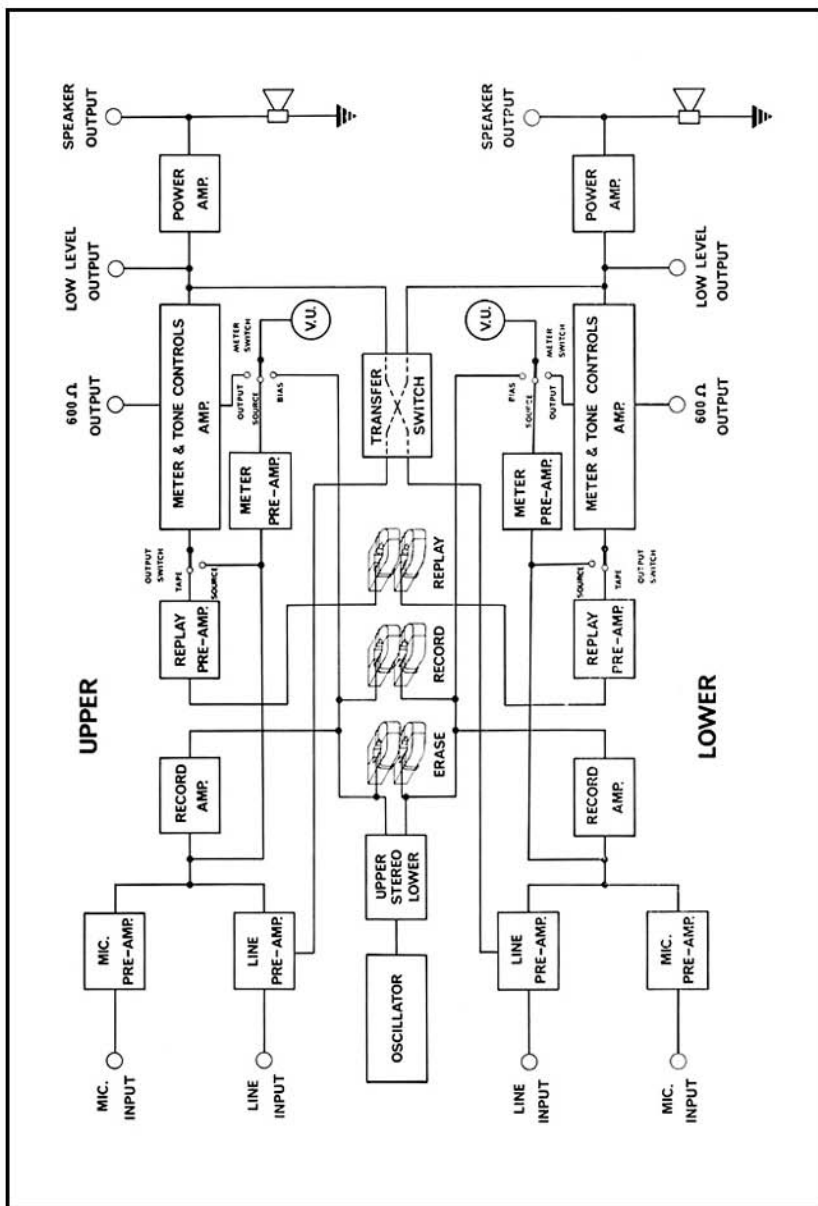 MIC.
INPUT
MIC.
PRE-AMP.
LINE
INPUT
LINE
PRE-AMP.
RECORD
AMP.
UPPER
REPLAY
PRE-AMP.
OUTPUT
SWITCH
TAPE
SOURCE
METER & TONE CONTROLS
AMP.
600 Ω
OUTPUT
LOW LEVEL
OUTPUT
POWER
AMP.
SPEAKER
OUTPUT
METER
PRE-AMP.
OUTPUT
SOURCE
BIAS
METER
SWITCH
V.U.
OSCILLATOR
UPPER
STEREO
LOWER
ERASE
RECORD
REPLAY
TRANSFER
SWITCH
LINE
INPUT
LINE
PRE-AMP.
MIC.
INPUT
MIC.
PRE-AMP.
RECORD
AMP.
LOWER
REPLAY
PRE-AMP.
SOURCE
TAPE
OUTPUT
SWITCH
METER
PRE-AMP.
BIAS
SOURCE
OUTPUT
METER
SWITCH
V.U.
METER & TONE CONTROLS
AMP.
600 Ω
OUTPUT
LOW LEVEL
OUTPUT
POWER
AMP.
SPEAKER
OUTPUT